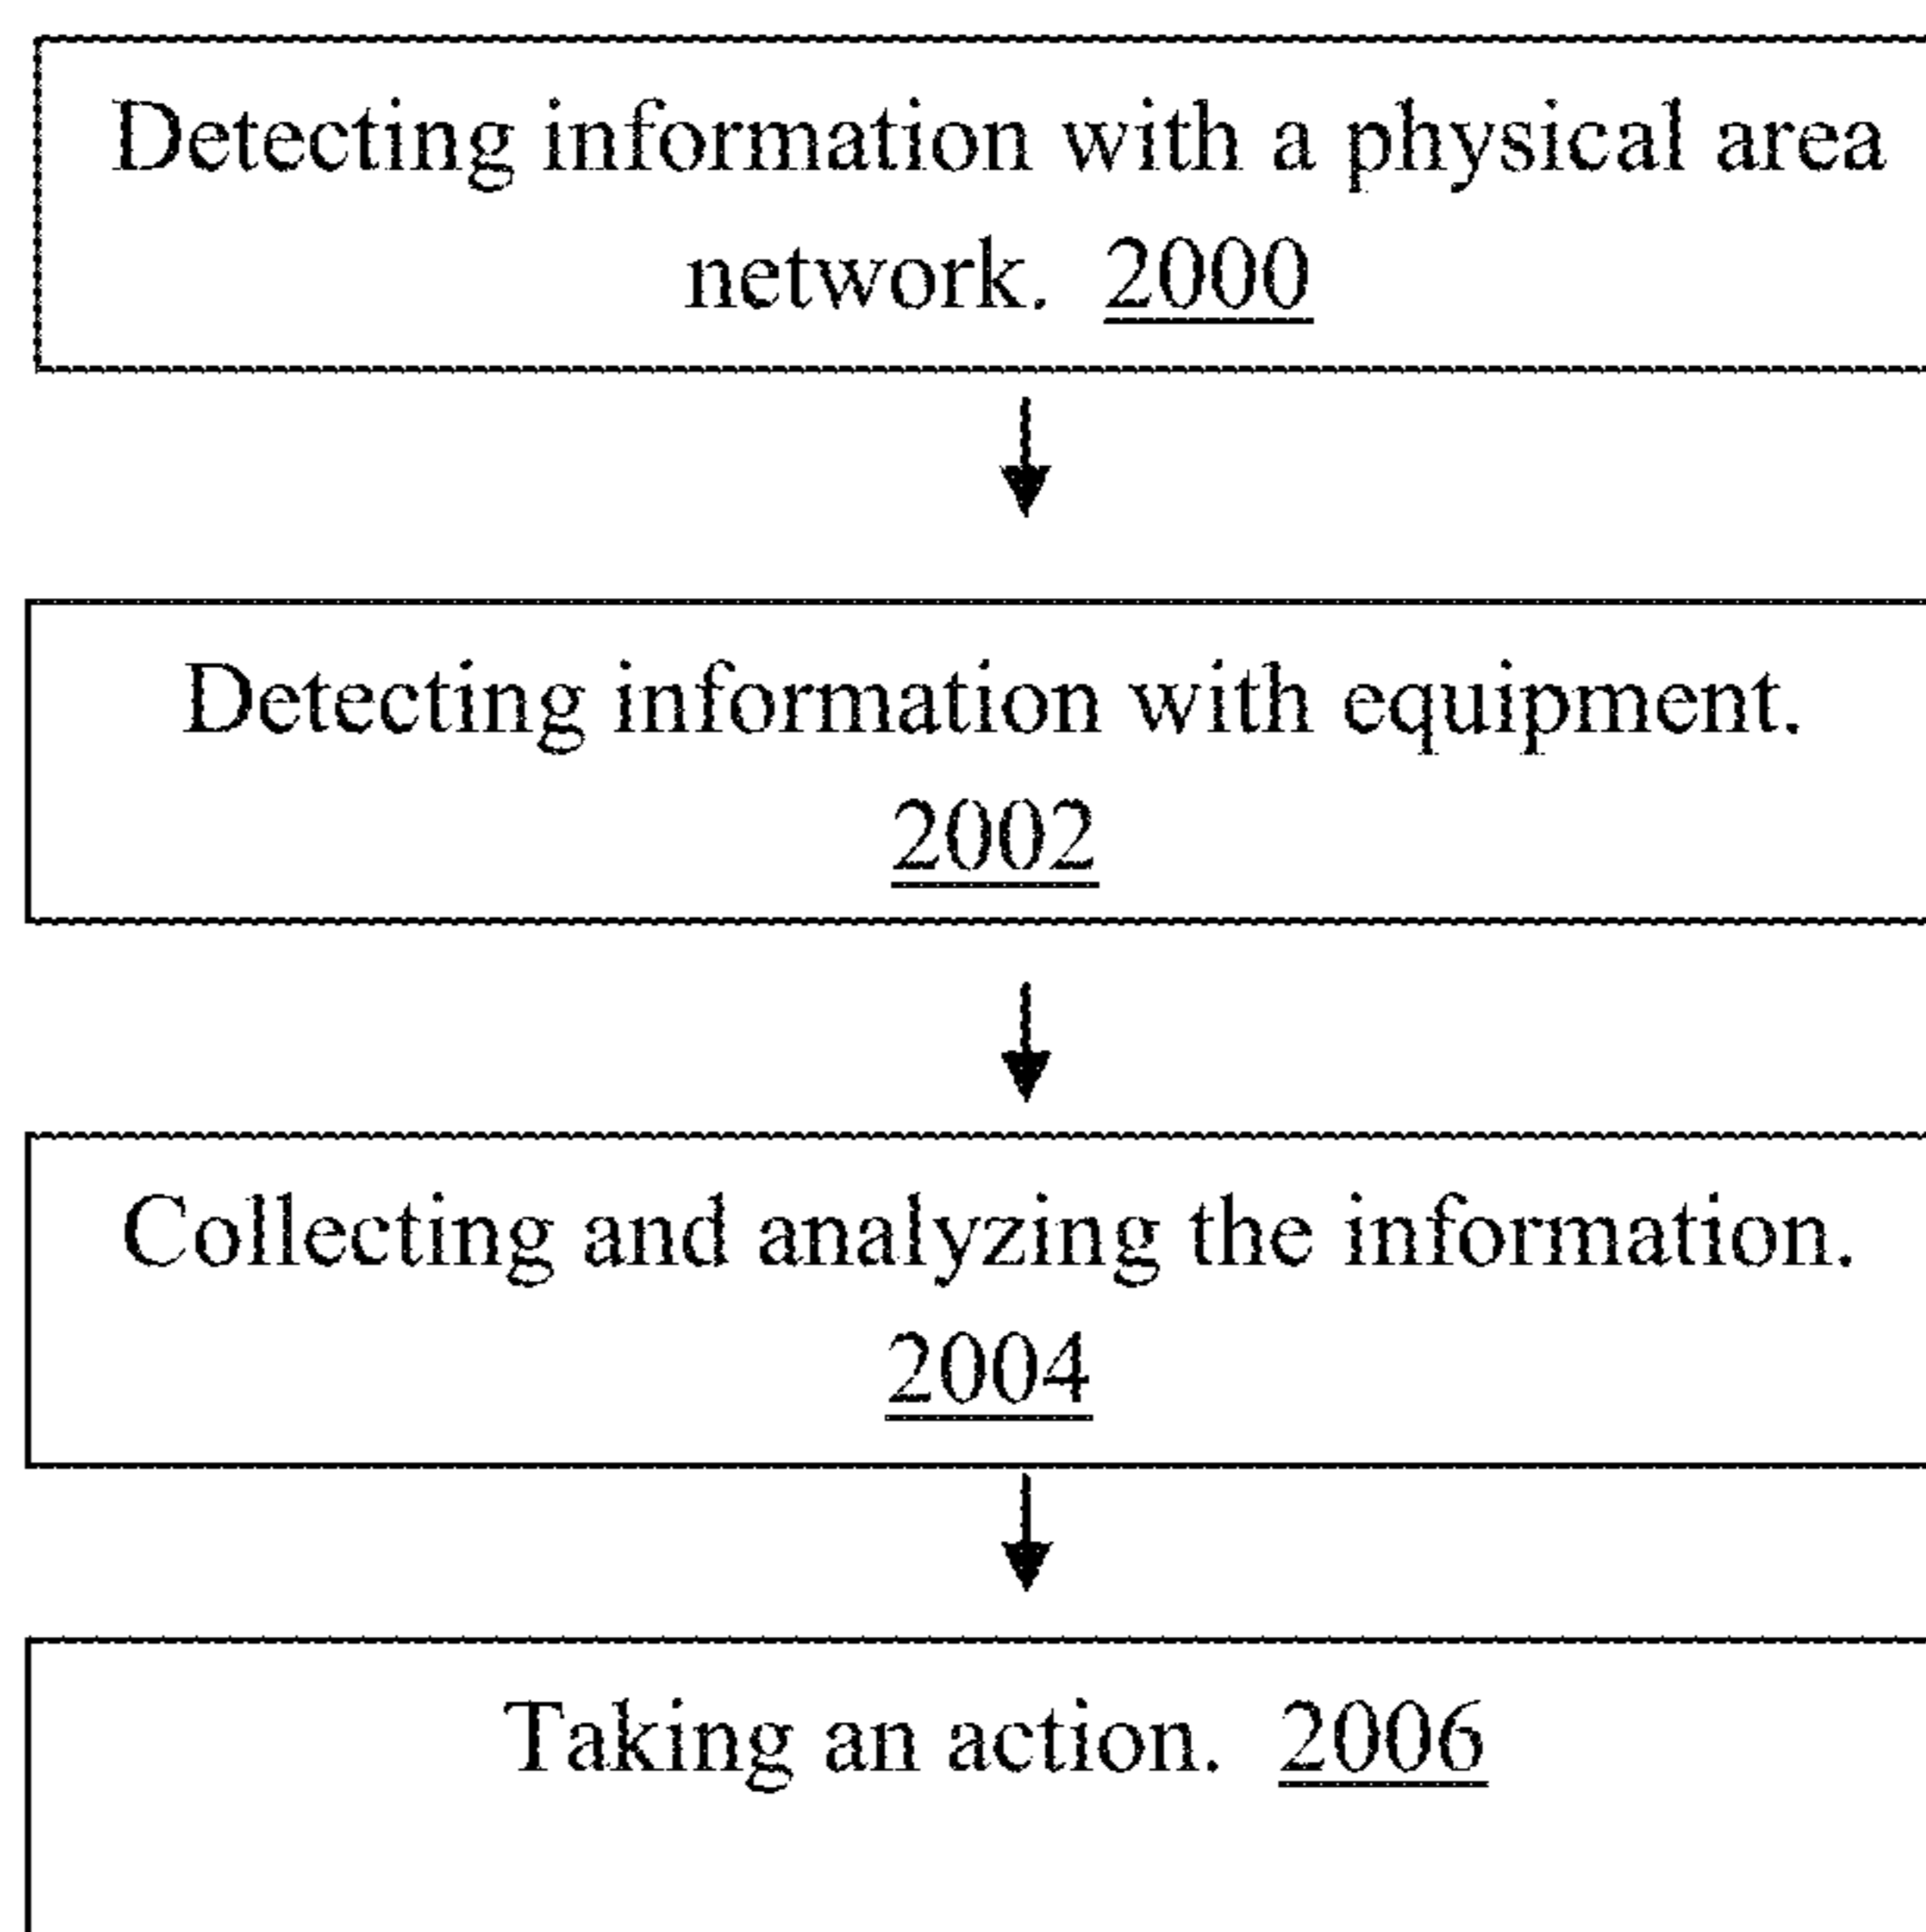 Detecting information with a physical area
network. 2000
Detecting information with equipment.
2002
Collecting and analyzing the information.
2004
Taking an action. 2006